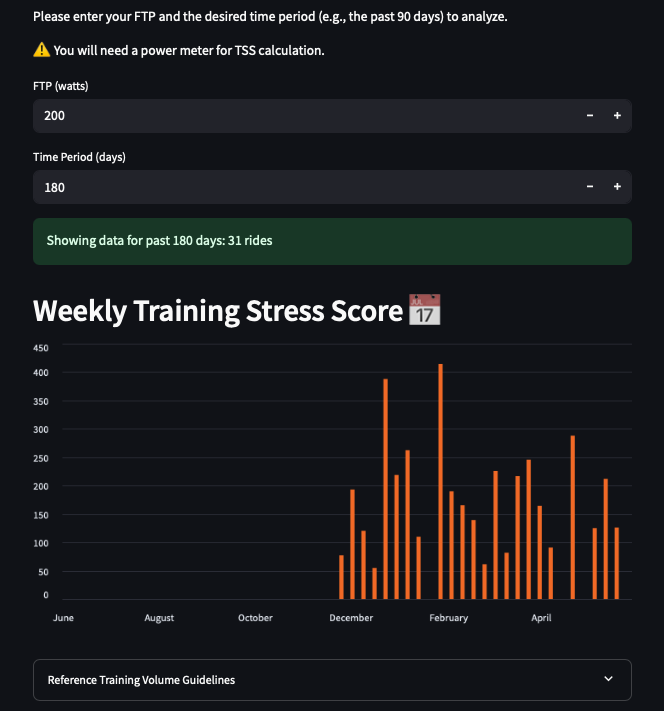 Please enter your FTP and the desired time period (e.g., the past 90 days) to analyze.
⚠️ You will need a power meter for TSS calculation.
FTP (watts)
200 − +
Time Period (days)
180 − +
Showing data for past 180 days: 31 rides
Weekly Training Stress Score 📅
JUL
17
450
400
350
300
250
200
150
100
50
0
June August October December February April
Reference Training Volume Guidelines